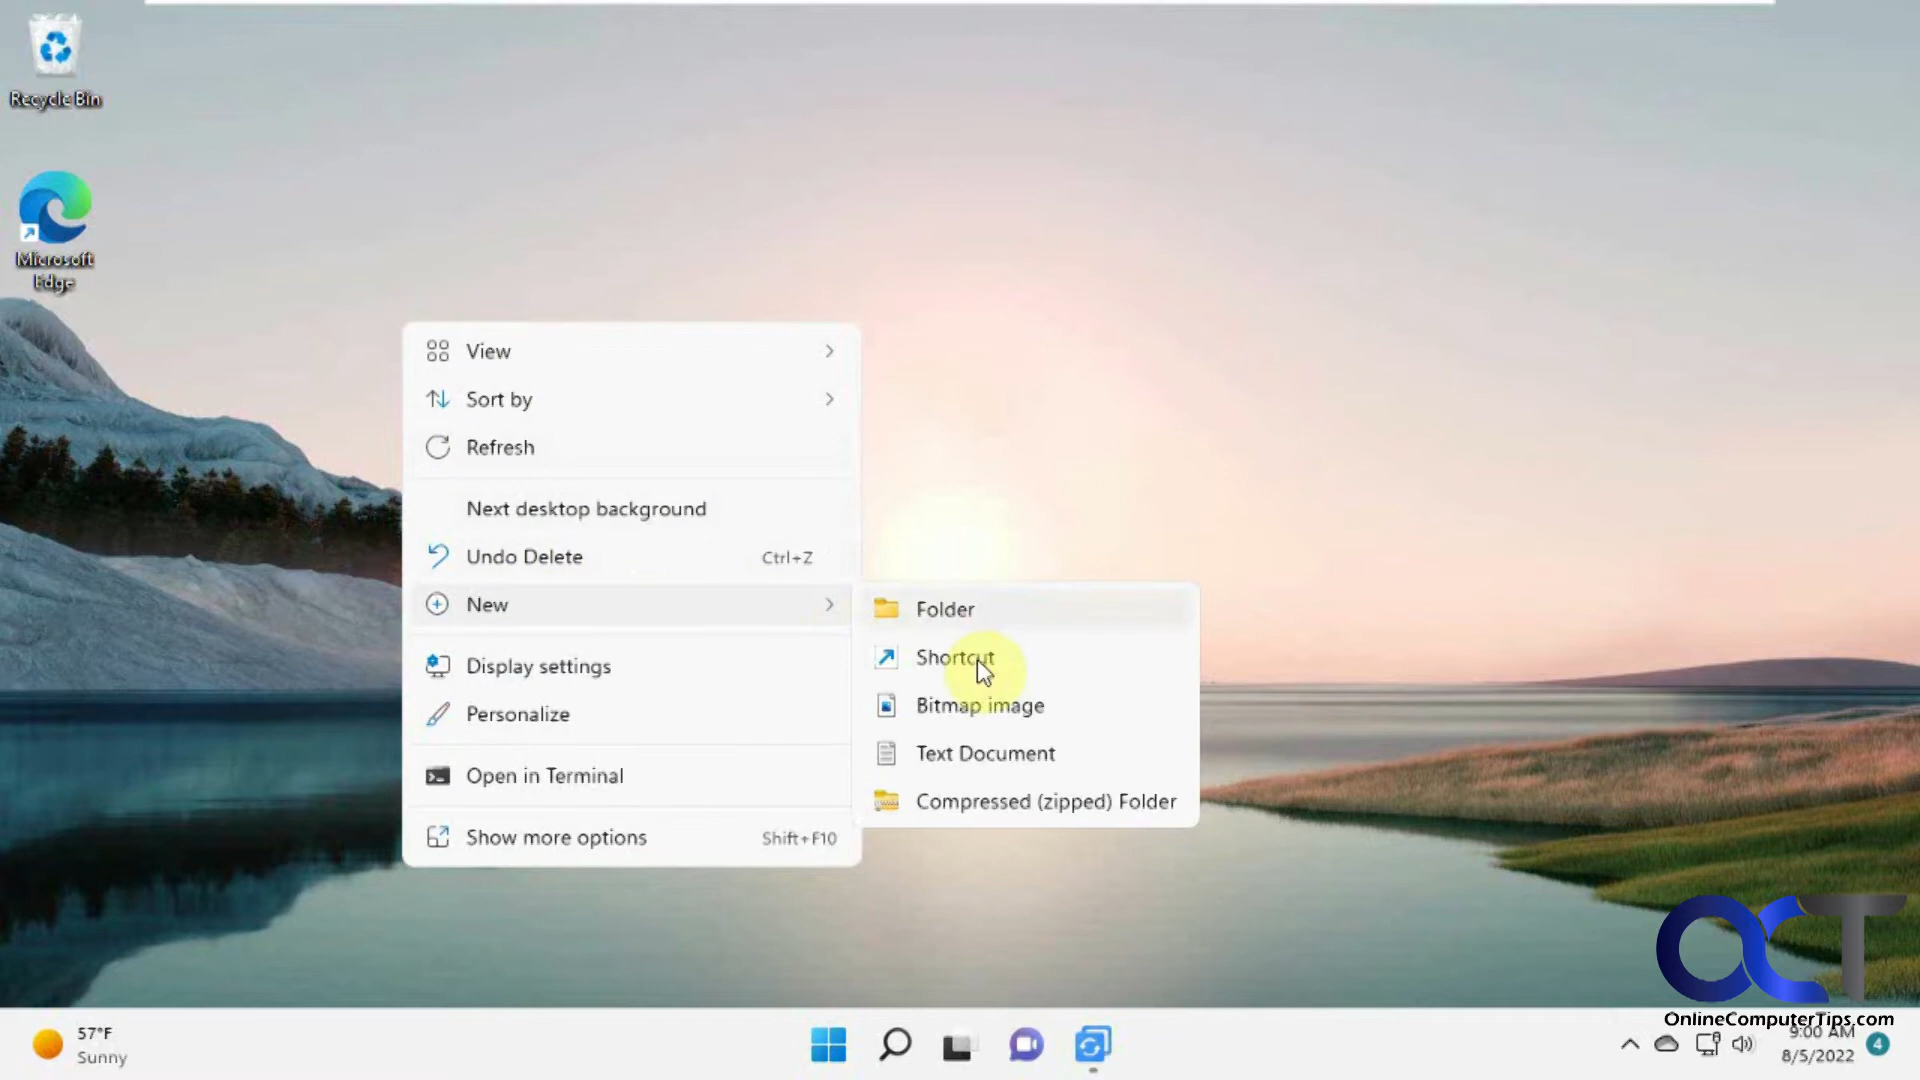 Recycle Bin
Microsoft
Edge
View
Sort by
Refresh
Next desktop background
Undo Delete Ctrl+Z
New
Display settings
Personalize
Open in Terminal
Show more options Shift+F10
Folder
Shortcut
Bitmap image
Text Document
Compressed (zipped) Folder
OCT
OnlineComputerTips.com
57°F
Sunny
9:00 AM
8/5/2022
4